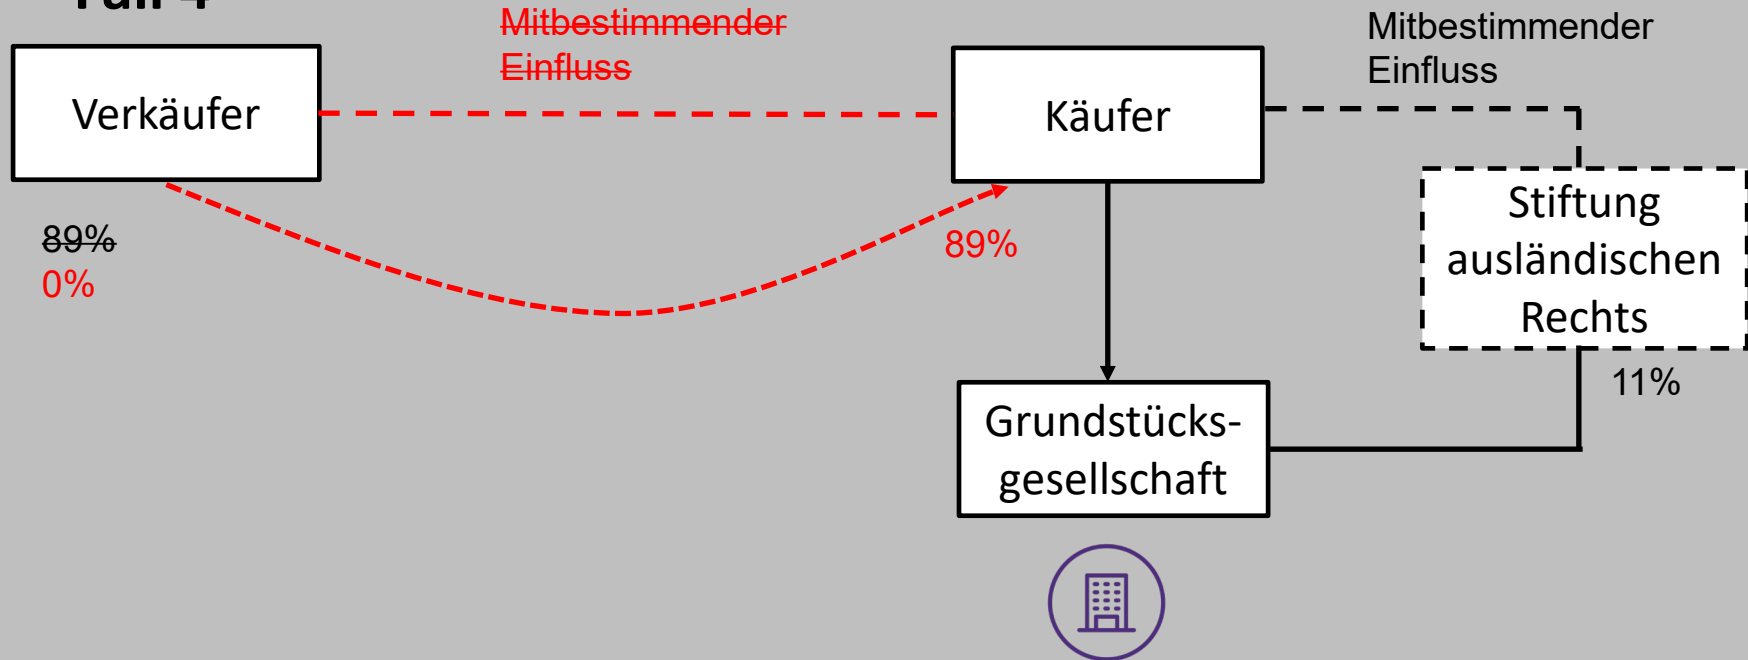 Mitbestimmender
Einfluss
Mitbestimmender
Einfluss
Verkäufer
Käufer
Stiftung
ausländischen
Rechts
89%
0%
89%
11%
Grundstücks-
gesellschaft